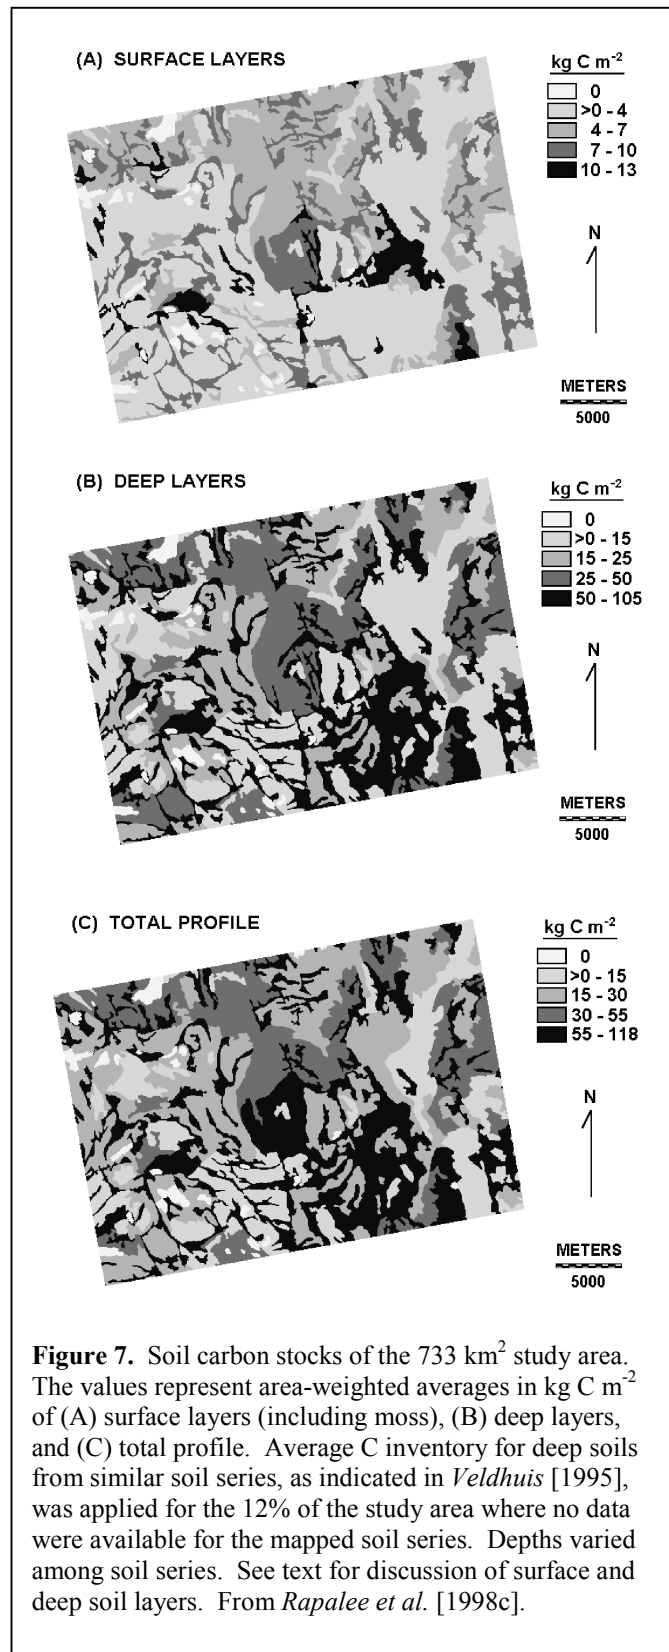 (A) SURFACE LAYERS
kg C m-2
0
>0 - 4
4 - 7
7 - 10
10 - 13
N
METERS
5000
(B) DEEP LAYERS
kg C m-2
0
>0 - 15
15 - 25
25 - 50
50 - 105
N
METERS
5000
(C) TOTAL PROFILE
kg C m-2
0
>0 - 15
15 - 30
30 - 55
55 - 118
N
METERS
5000
Figure 7. Soil carbon stocks of the 733 km2 study area.
The values represent area-weighted averages in kg C m-2
of (A) surface layers (including moss), (B) deep layers,
and (C) total profile. Average C inventory for deep soils
from similar soil series, as indicated in Veldhuis [1995],
was applied for the 12% of the study area where no data
were available for the mapped soil series. Depths varied
among soil series. See text for discussion of surface and
deep soil layers. From Rapalee et al. [1998c].